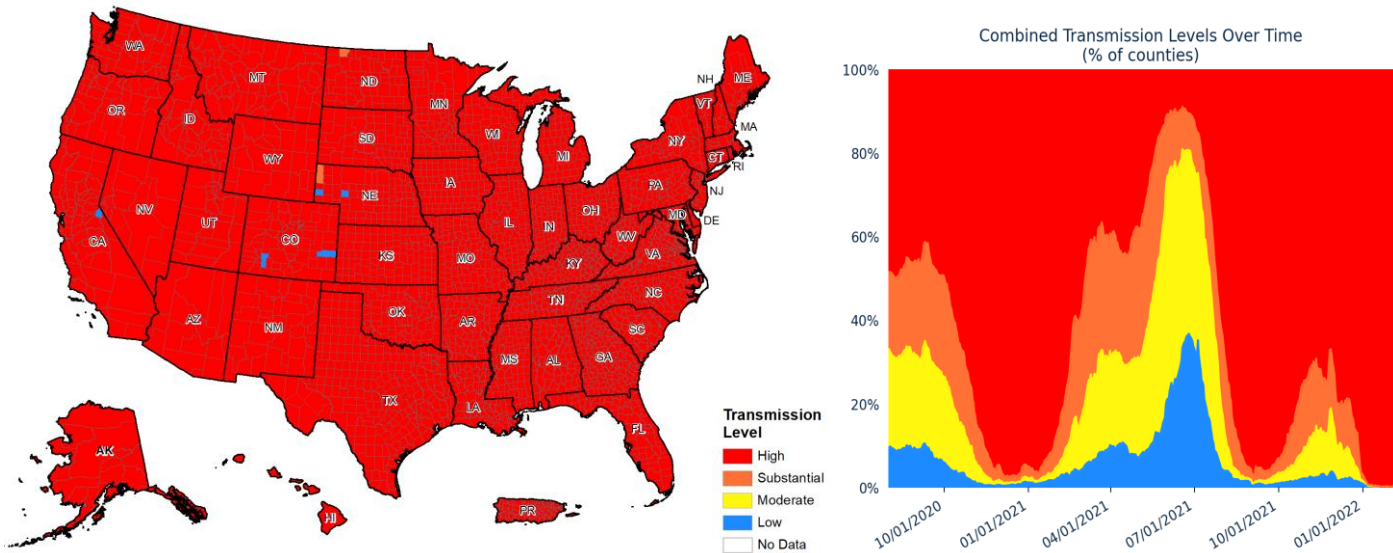 WA
MT
ND
MN
OR
ID
SD
WI
WY
MI
NY
VT
NH
ME
MA
CT
RI
NE
IA
PA
NJ
NV
UT
CO
IL
IN
OH
MD
DE
CA
KS
MO
WV
VA
KY
AZ
NM
OK
AR
TN
NC
SC
MS
AL
GA
TX
LA
FL
AK
HI
PR
Transmission
Level
High
Substantial
Moderate
Low
No Data
Combined Transmission Levels Over Time
(% of counties)
100%
80%
60%
40%
20%
0%
10/01/2020
01/01/2021
04/01/2021
07/01/2021
10/01/2021
01/01/2022